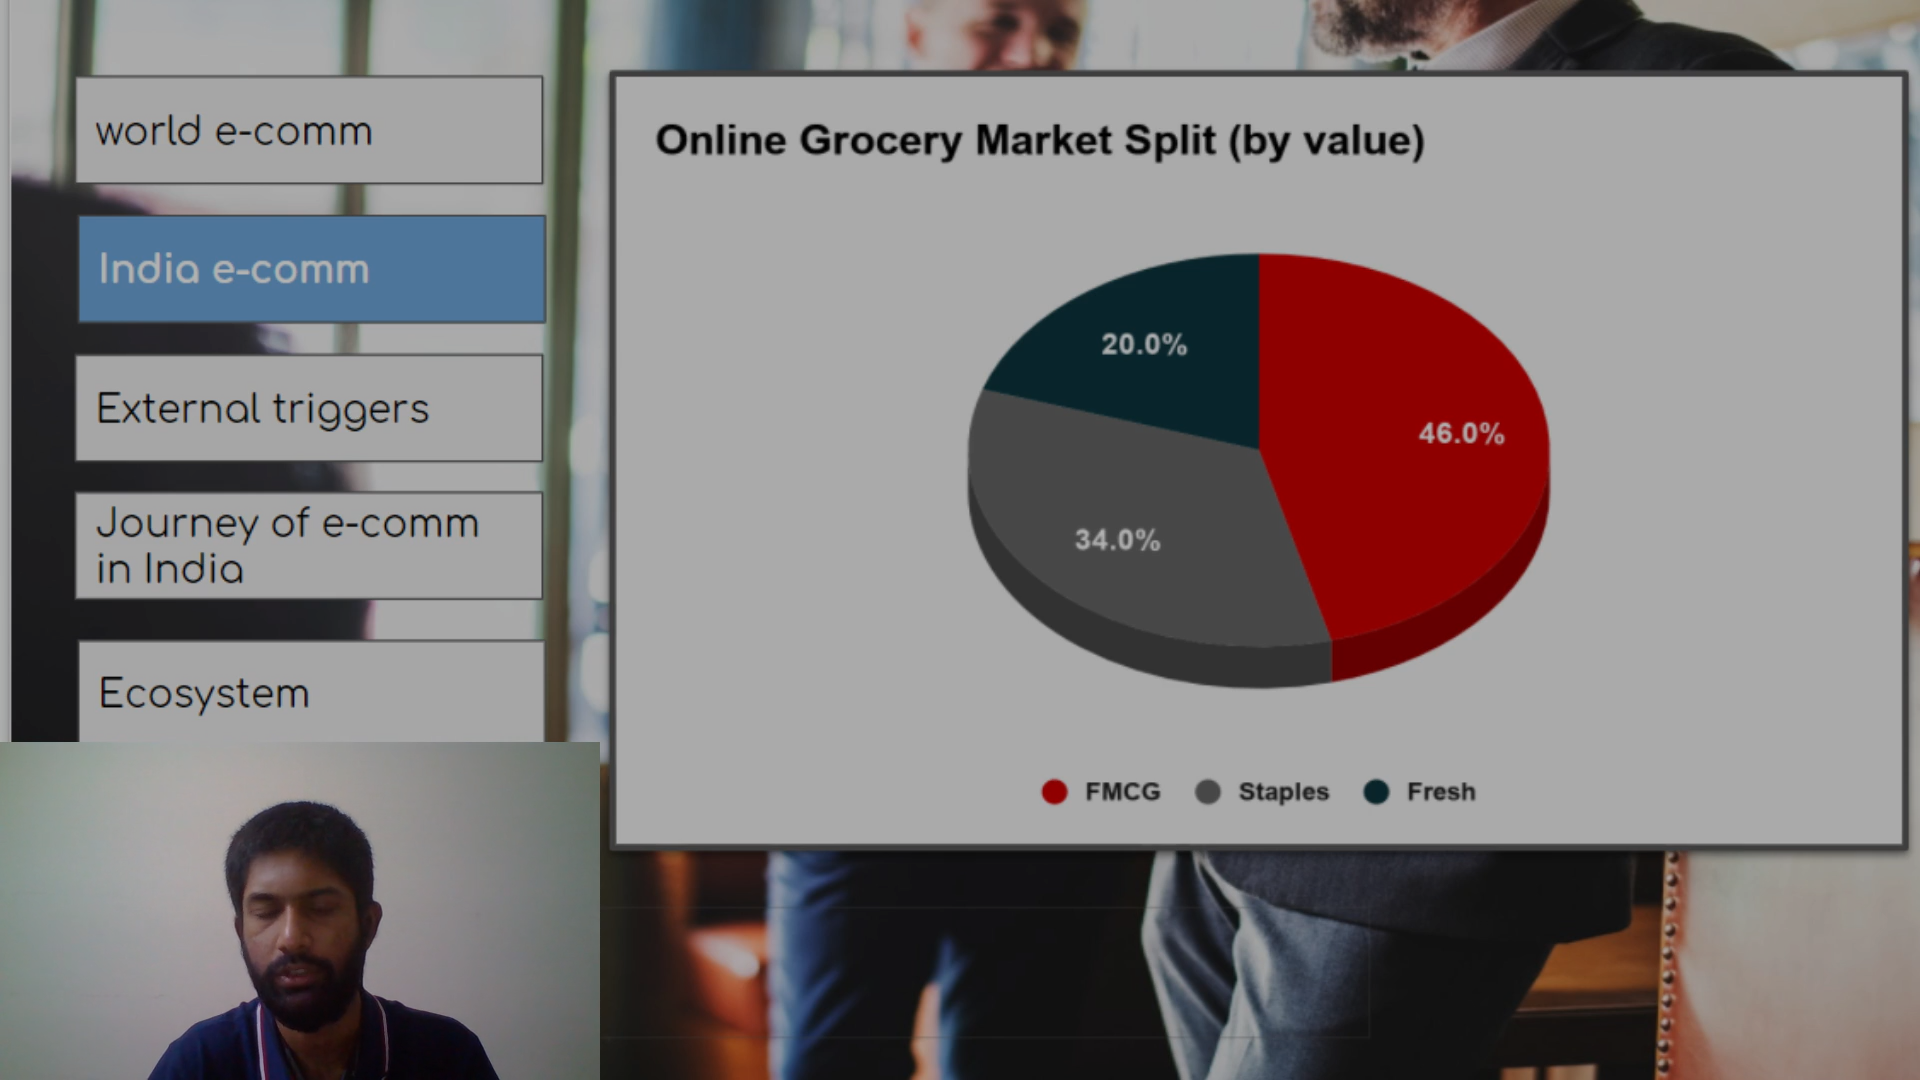 world e-comm
India e-comm
External triggers
Journey of e-comm
in India
Ecosystem
Online Grocery Market Split (by value)
20.0%
46.0%
34.0%
FMCG
Staples
Fresh